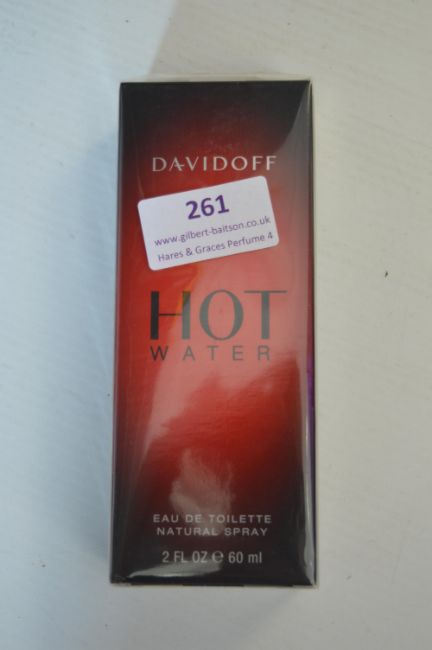 DAVIDOFF
261
www.gilbert-baitson.co.uk
Hares & Graces Perfume 4
HOT
WATER
EAU DE TOILETTE
NATURAL SPRAY
2 FL OZ ℮ 60 ml